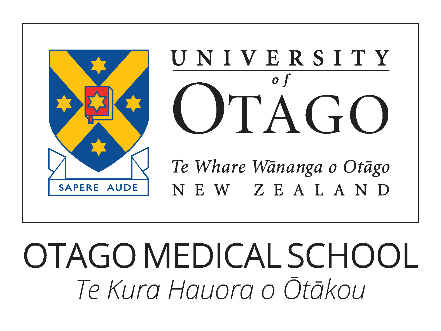 UNIVERSITY
of
OTAGO
Te Whare Wānanga o Otāgo
NEW ZEALAND
SAPERE AUDE
OTAGO MEDICAL SCHOOL
Te Kura Hauora o Ōtākou